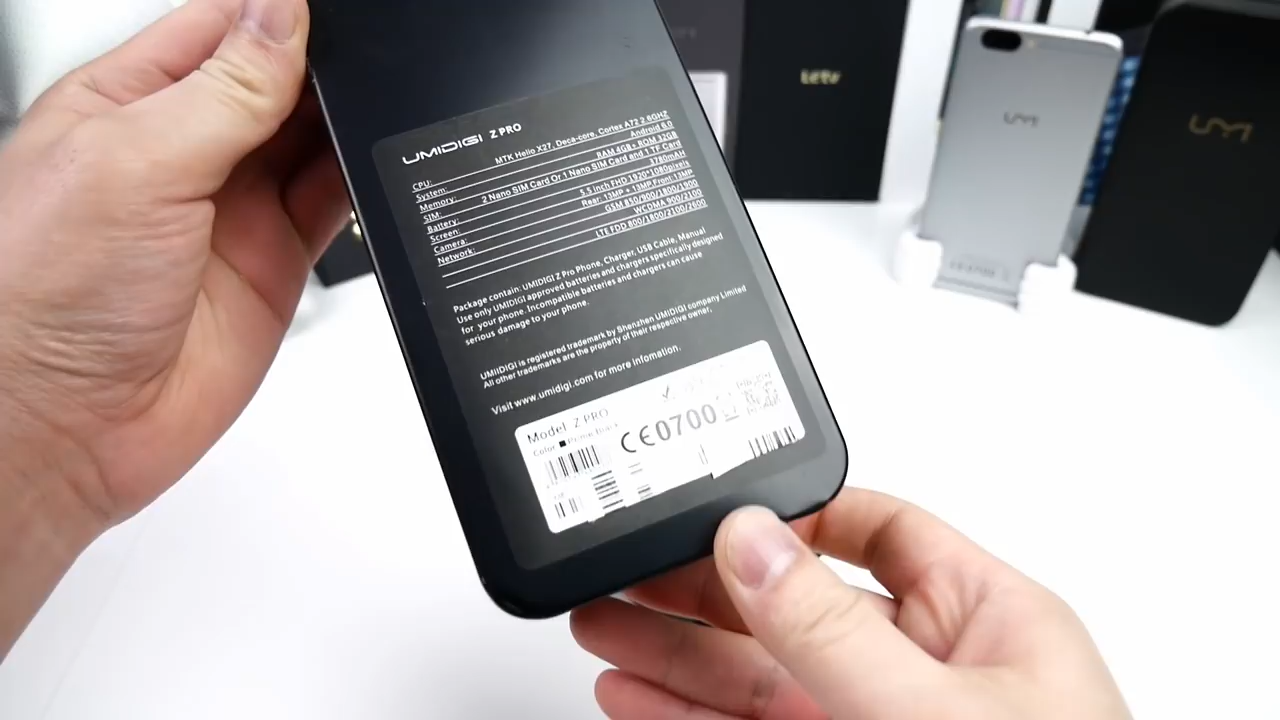 UMIDIGI Z PRO
CPU: MTK Helio X27, Deca-core, Cortex A72 2.6GHZ
System: Android 6.0
Memory: RAM 4GB+ ROM 32GB
SIM: 2 Nano SIM Card Or 1 Nano SIM Card and 1 TF Card
Battery: 3780mAH
Screen: 5.5 inch FHD 1920*1080pixels
Camera: Rear: 13MP + 13MP, Front: 13MP
Network: GSM 850/900/1800/1900
WCDMA 900/2100
LTE FDD 800/1800/2100/2600
Package contain: UMIDIGI Z Pro Phone, Charger, USB Cable, Manual
Use only UMIDIGI approved batteries and chargers specifically designed
for your phone. Incompatible batteries and chargers can cause
serious damage to your phone.
UMIIDIGI is registered trademark by Shenzhen UMIDIGI company Limited
All other trademarks are the property of their respective owner.
Visit www.umidigi.com for more infomation.
Model Z PRO
Color
CE0700
Letv
UMI
UMI